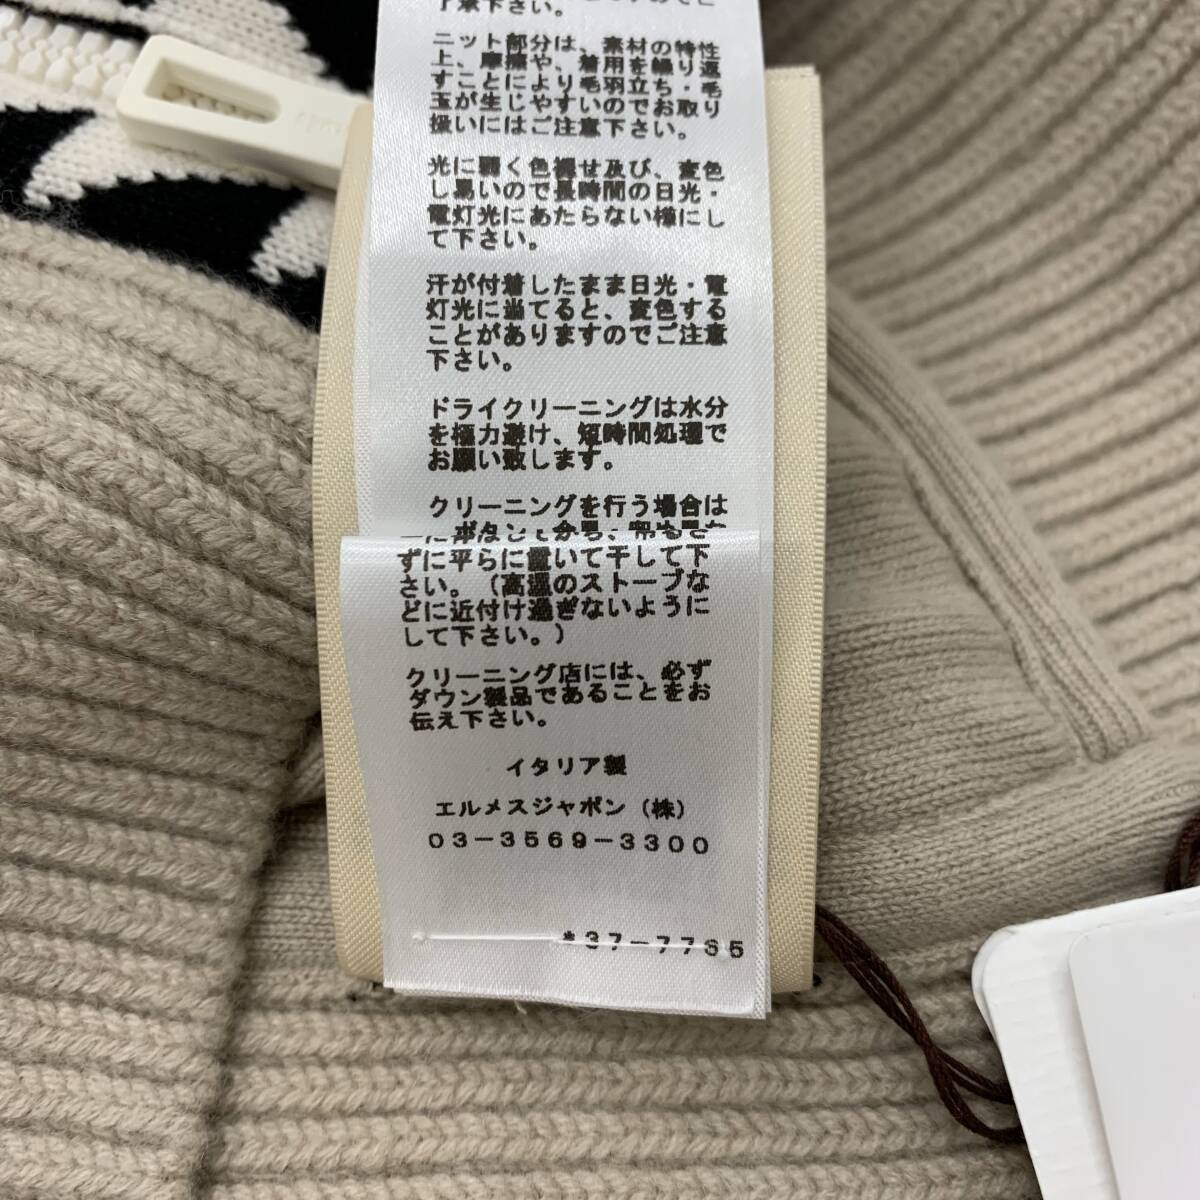 了承下さい。
ニット部分は、素材の特性
上、摩擦や、着用を繰り返
すことにより毛羽立ち・毛
玉が生じやすいのでお取り
扱いにはご注意下さい。
光に弱く色褪せ及び、変色
し易いので長時間の日光・
電灯光にあたらない様にし
て下さい。
汗が付着したまま日光・電
灯光に当てると、変色する
ことがありますのでご注意
下さい。
ドライクリーニングは水分
を極力避け、短時間処理で
お願い致します。
クリーニングを行う場合は
ずに平らに置いて干して下
さい。（高温のストーブな
どに近付け過ぎないように
して下さい。）
クリーニング店には、必ず
ダウン製品であることをお
伝え下さい。
イタリア製
エルメスジャポン（株）
03－3569－3300
*37－7765